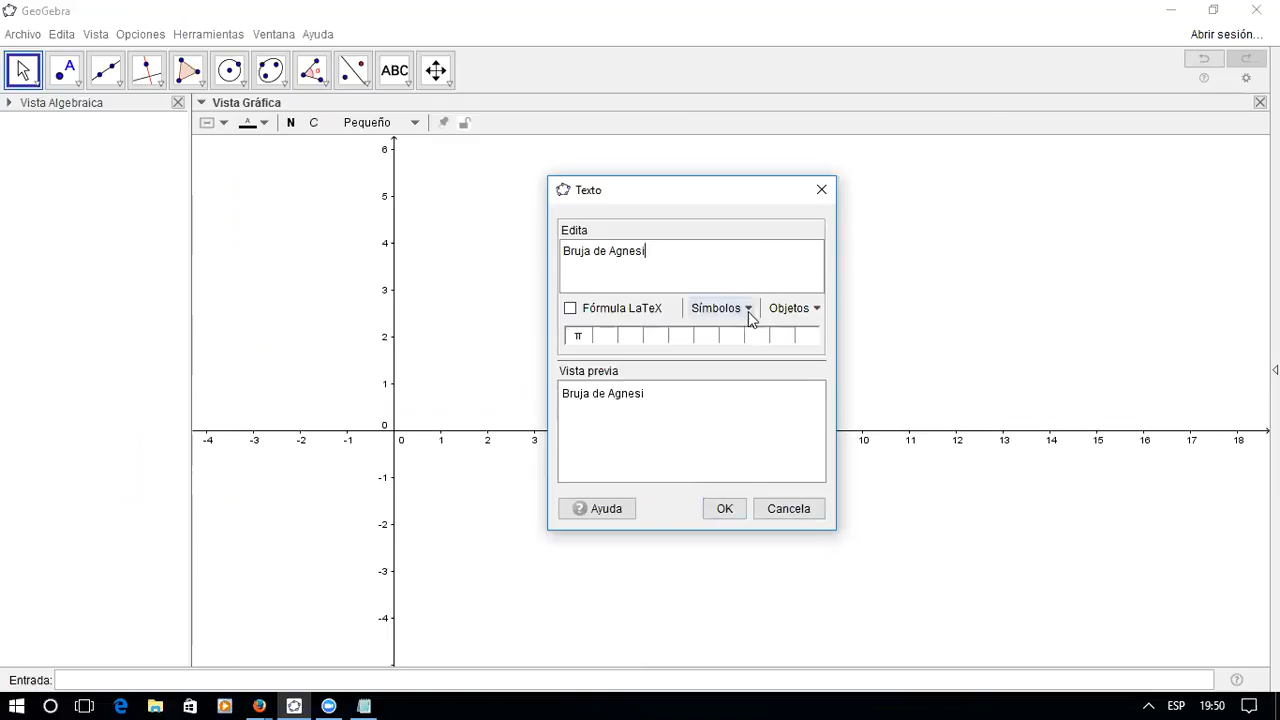 GeoGebra
Archivo Edita Vista Opciones Herramientas Ventana Ayuda Abrir sesión...
A ABC
Vista Algebraica Vista Gráfica
A N C Pequeño
6
5
4
3
2
1
0
-4 -3 -2 -1 0 1 2 3 10 11 12 13 14 15 16 17 18
-1
-2
-3
-4
Texto
Edita
Bruja de Agnesi
Fórmula LaTeX Símbolos Objetos
π
Vista previa
Bruja de Agnesi
? Ayuda OK Cancela
Entrada:
ESP 19:50